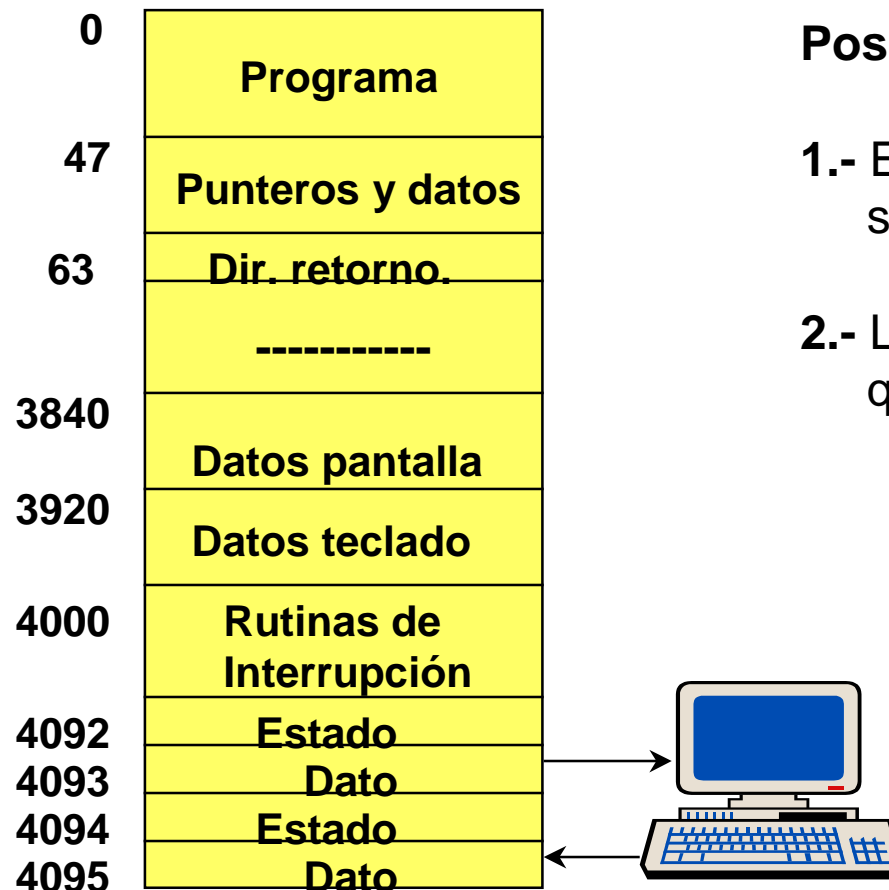 0
Programa
47
Punteros y datos
63
Dir. retorno.
-----------
3840
Datos pantalla
3920
Datos teclado
4000
Rutinas de
Interrupción
4092
Estado
4093
Dato
4094
Estado
4095
Dato
Pos
1.- E
s
2.- L
q